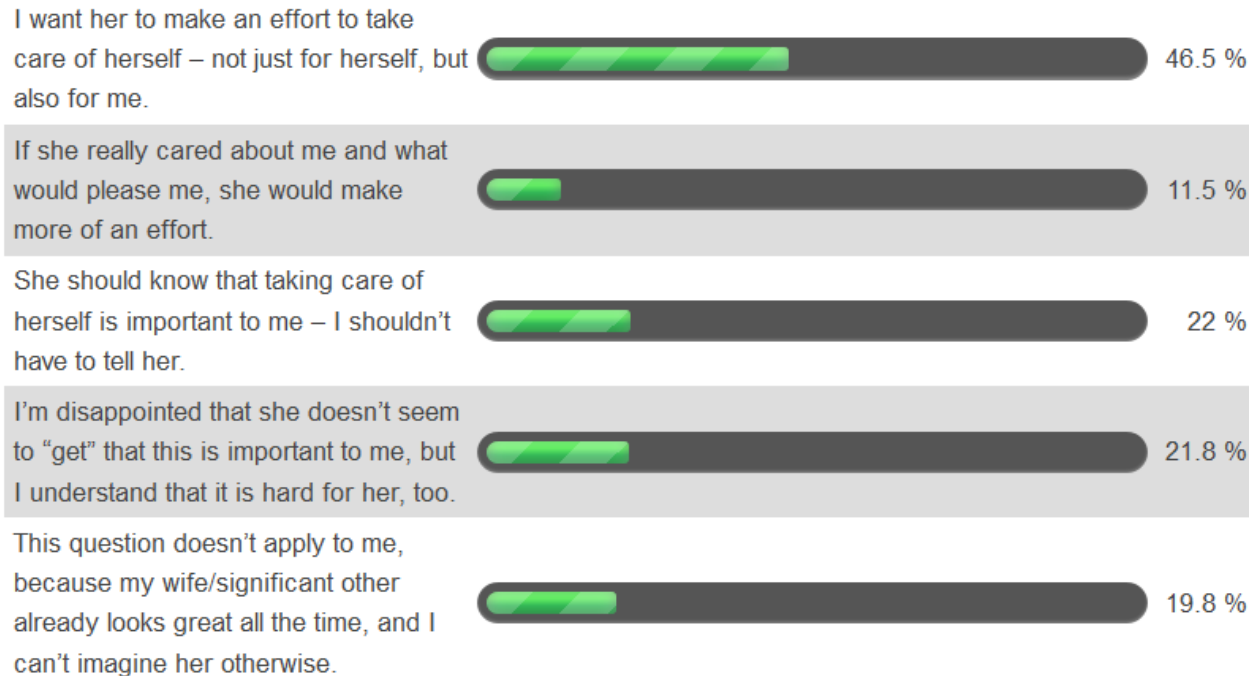 I want her to make an effort to take
care of herself – not just for herself, but
also for me.
46.5 %
If she really cared about me and what
would please me, she would make
more of an effort.
11.5 %
She should know that taking care of
herself is important to me – I shouldn’t
have to tell her.
22 %
I’m disappointed that she doesn’t seem
to “get” that this is important to me, but
I understand that it is hard for her, too.
21.8 %
This question doesn’t apply to me,
because my wife/significant other
already looks great all the time, and I
can’t imagine her otherwise.
19.8 %